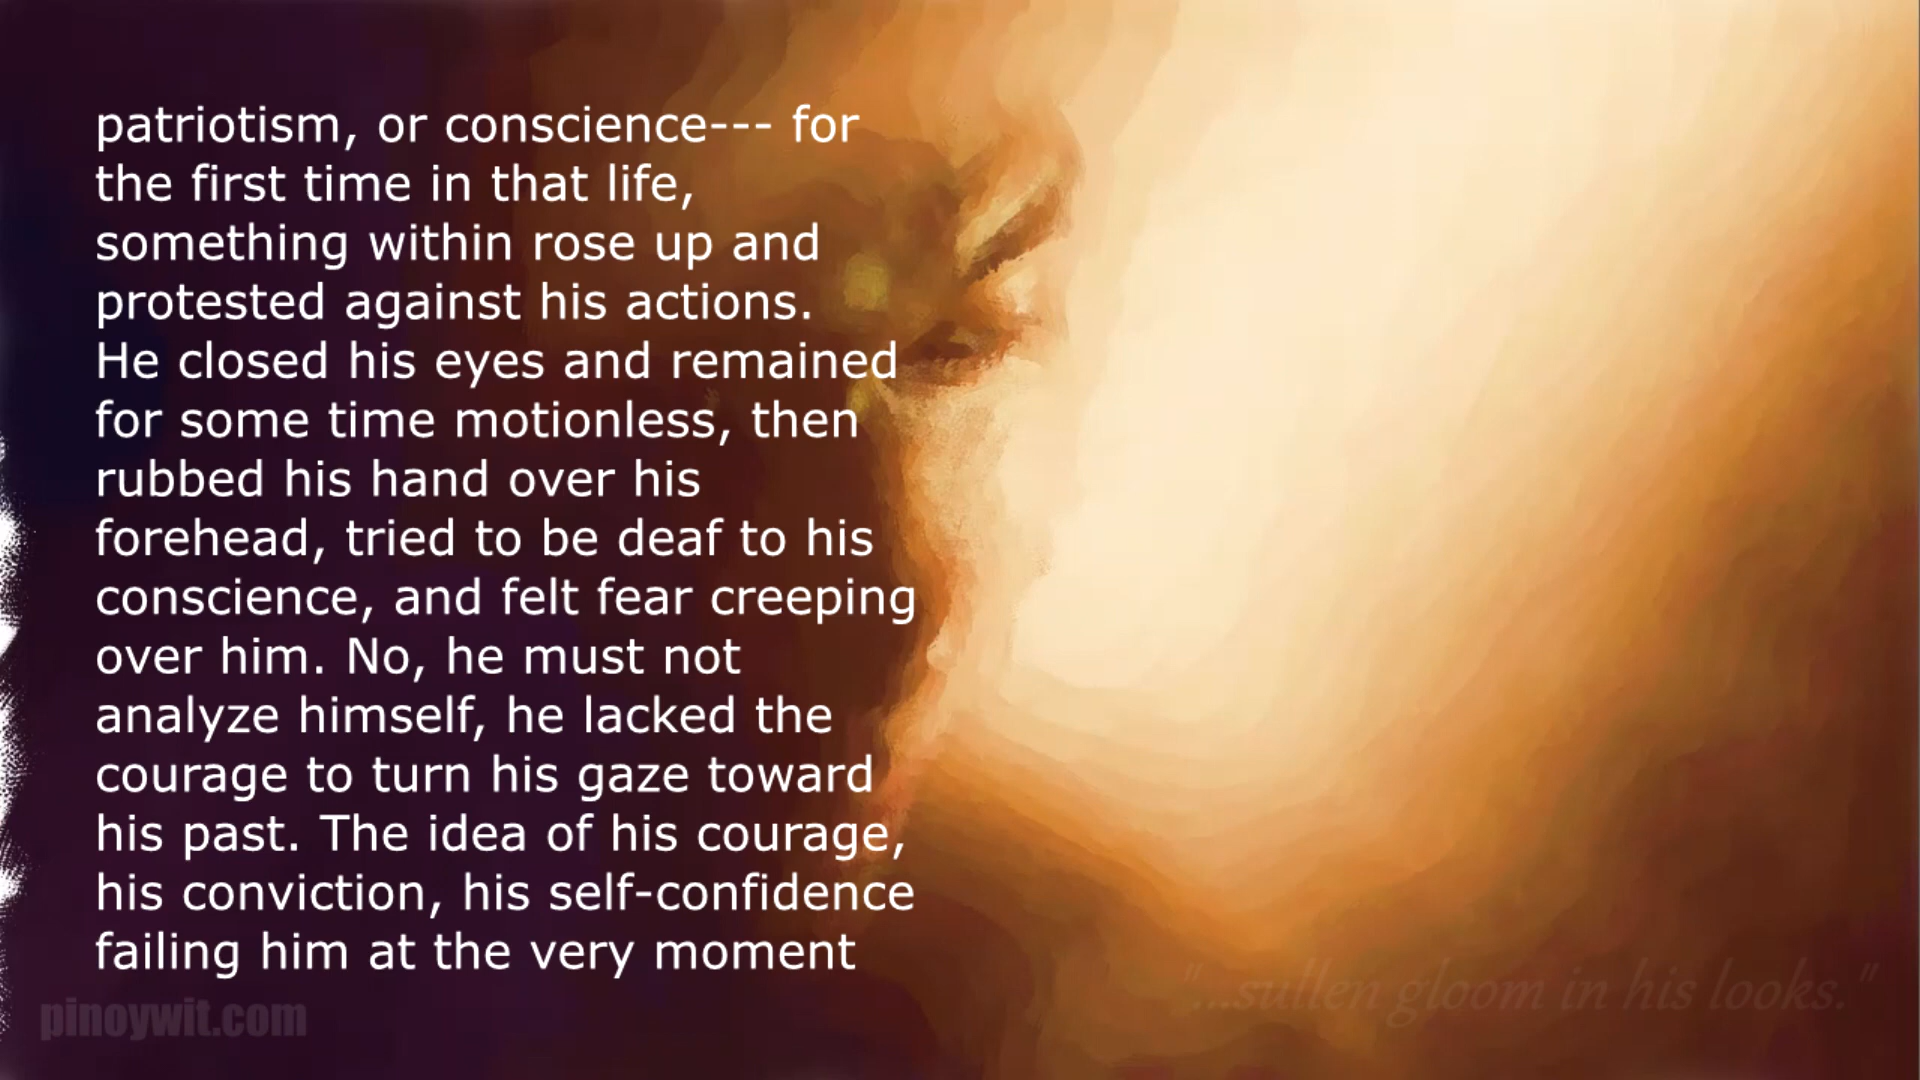 patriotism, or conscience--- for
the first time in that life,
something within rose up and
protested against his actions.
He closed his eyes and remained
for some time motionless, then
rubbed his hand over his
forehead, tried to be deaf to his
conscience, and felt fear creeping
over him. No, he must not
analyze himself, he lacked the
courage to turn his gaze toward
his past. The idea of his courage,
his conviction, his self-confidence
failing him at the very moment
"...sullen gloom in his looks."
pinoywit.com